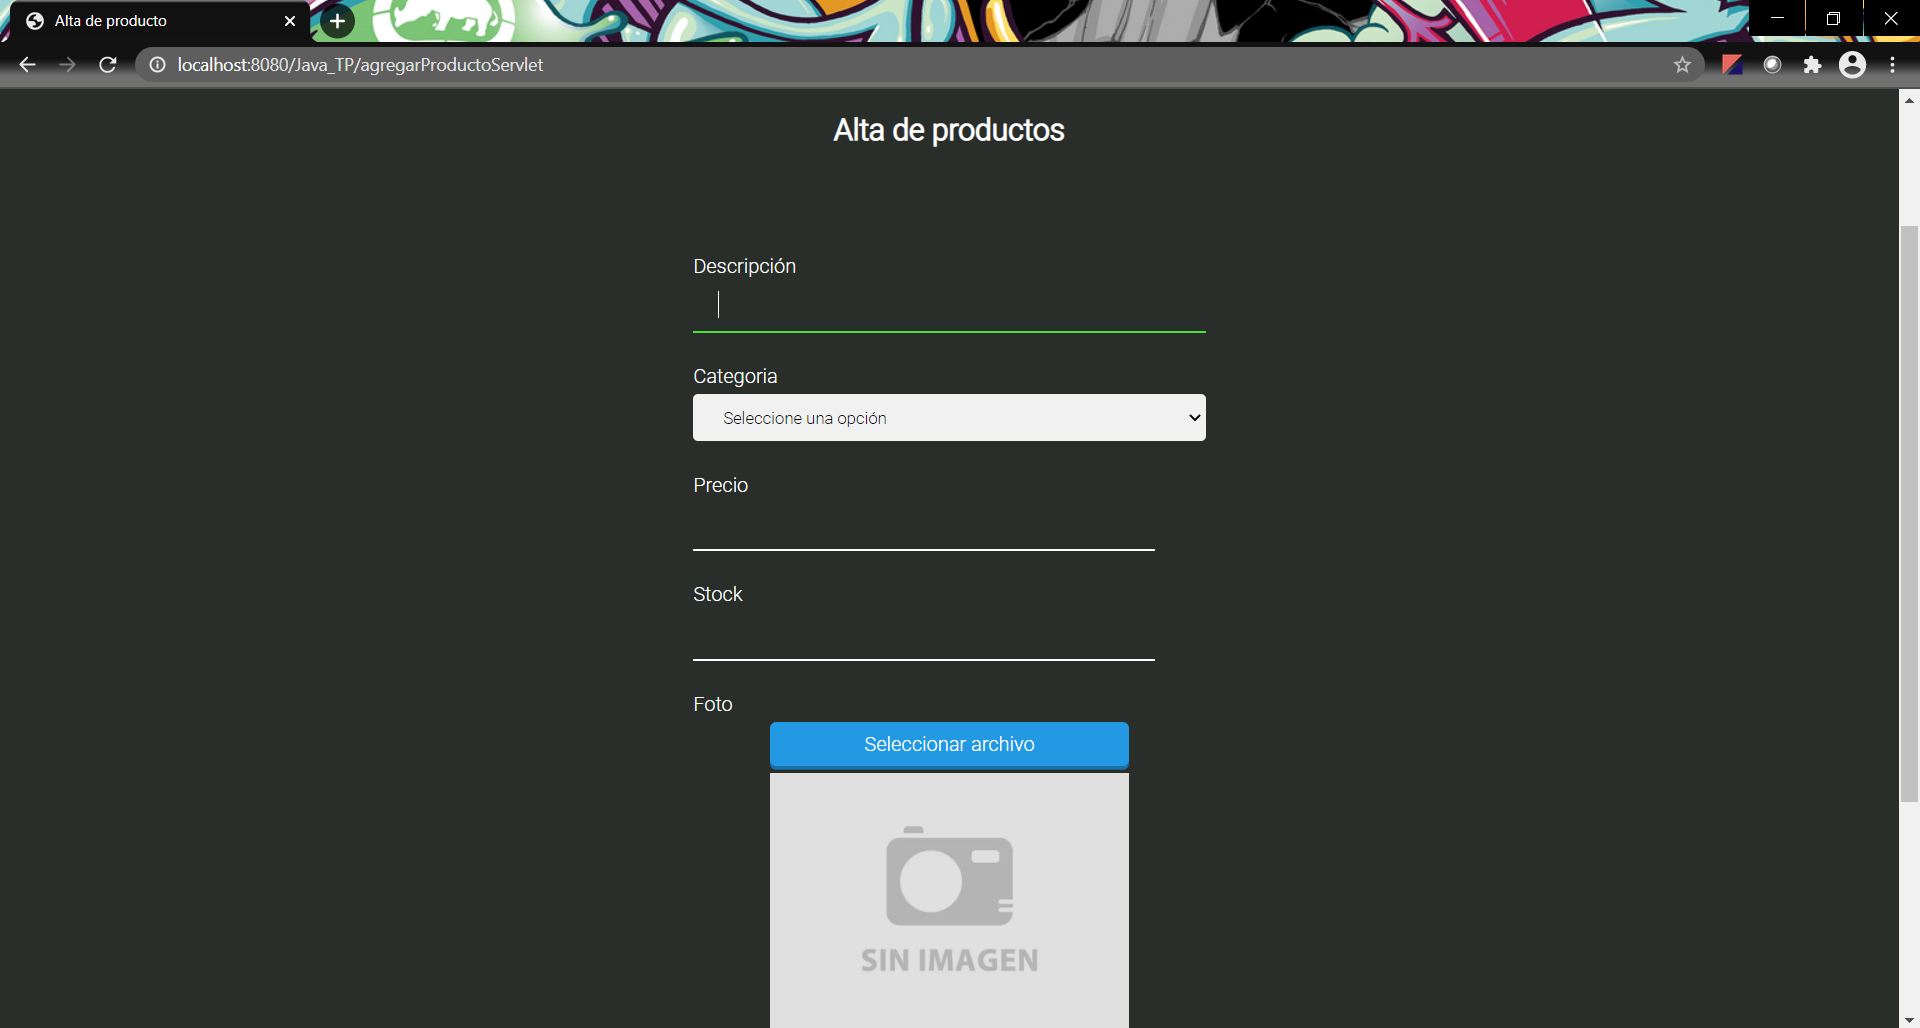 Alta de producto
localhost:8080/Java_TP/agregarProductoServlet
Alta de productos
Descripción
Categoria
Seleccione una opción
Precio
Stock
Foto
Seleccionar archivo
SIN IMAGEN